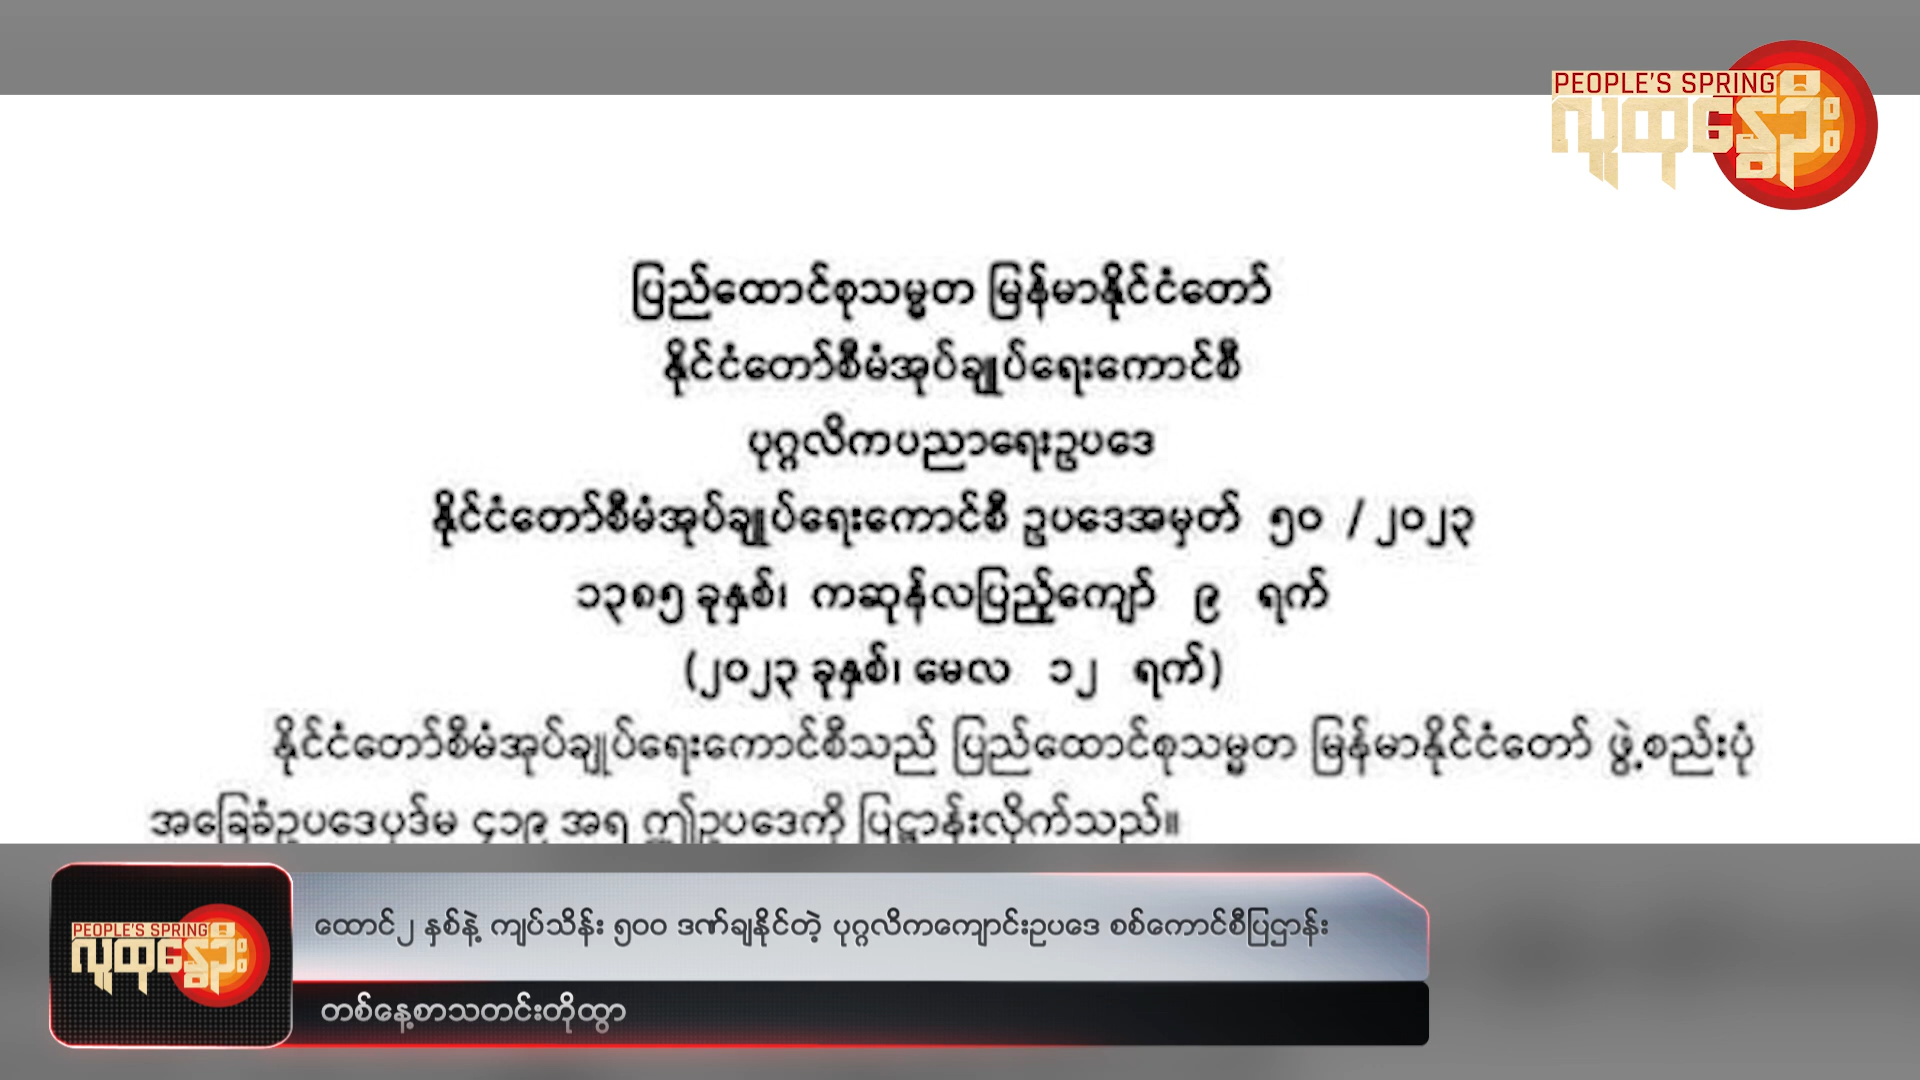 PEOPLE'S SPRING
လူထုနွေဦး
ပြည်ထောင်စုသမ္မတ မြန်မာနိုင်ငံတော်
နိုင်ငံတော်စီမံအုပ်ချုပ်ရေးကောင်စီ
ပုဂ္ဂလိကပညာရေးဥပဒေ
နိုင်ငံတော်စီမံအုပ်ချုပ်ရေးကောင်စီ ဥပဒေအမှတ် ၅၀ / ၂၀၂၃
၁၃၈၅ ခုနှစ်၊ ကဆုန်လပြည့်ကျော် ၉ ရက်
(၂၀၂၃ ခုနှစ်၊ မေလ ၁၂ ရက်)
နိုင်ငံတော်စီမံအုပ်ချုပ်ရေးကောင်စီသည် ပြည်ထောင်စုသမ္မတ မြန်မာနိုင်ငံတော် ဖွဲ့စည်းပုံ
အခြေခံဥပဒေပုဒ်မ ၄၁၉ အရ ဤဥပဒေကို ပြဋ္ဌာန်းလိုက်သည်။
PEOPLE'S SPRING
လူထုနွေဦး
ထောင်၂ နှစ်နဲ့ ကျပ်သိန်း ၅၀၀ ဒဏ်ချနိုင်တဲ့ ပုဂ္ဂလိကကျောင်းဥပဒေ စစ်ကောင်စီပြဌာန်း
တစ်နေ့စာသတင်းတိုထွာ